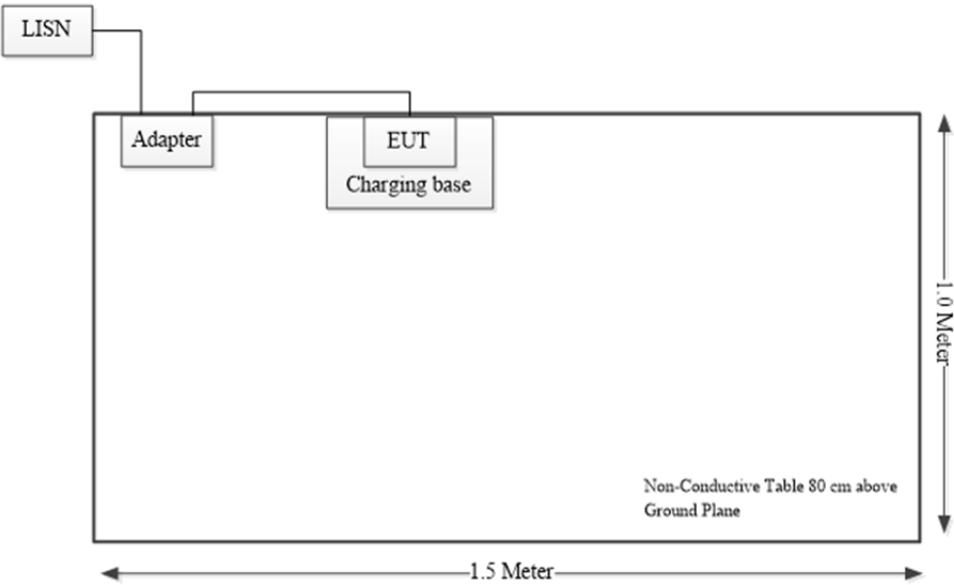 LISN
Adapter
EUT
Charging base
1.0 Meter
Non-Conductive Table 80 cm above
Ground Plane
1.5 Meter